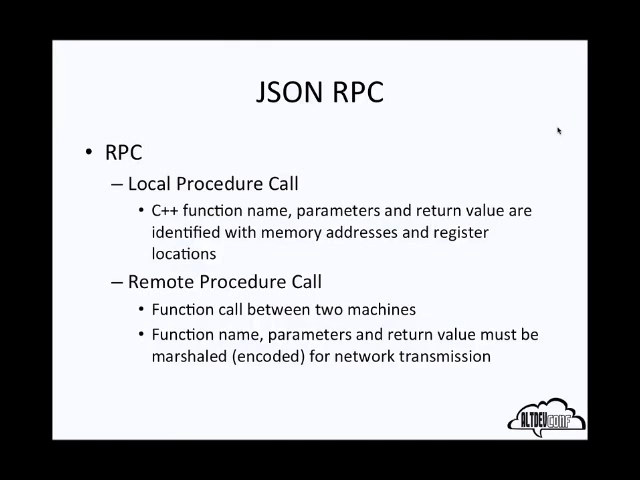 JSON RPC
• RPC
– Local Procedure Call
• C++ function name, parameters and return value are
identified with memory addresses and register
locations
– Remote Procedure Call
• Function call between two machines
• Function name, parameters and return value must be
marshaled (encoded) for network transmission
ALTDEVCONF